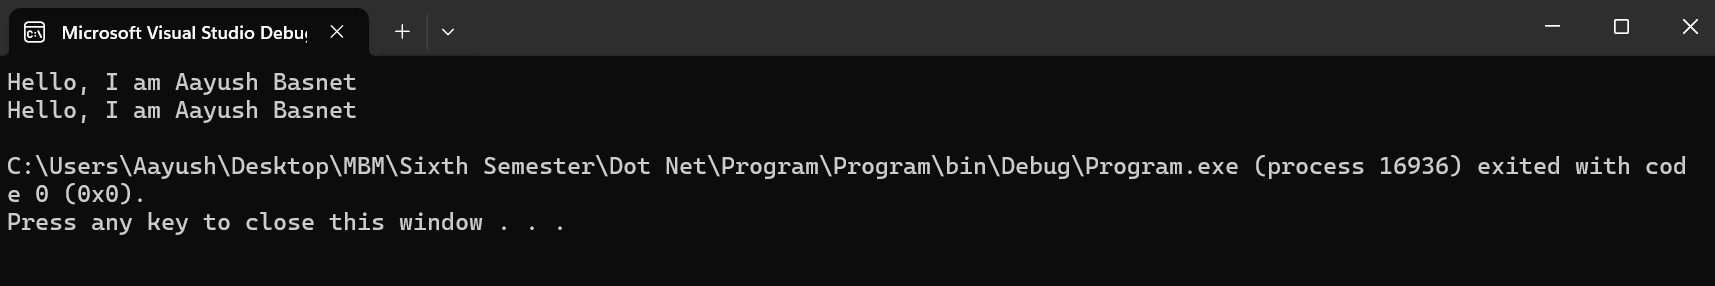 Microsoft Visual Studio Debug
Hello, I am Aayush Basnet
Hello, I am Aayush Basnet
C:\Users\Aayush\Desktop\MBM\Sixth Semester\Dot Net\Program\Program\bin\Debug\Program.exe (process 16936) exited with cod
e 0 (0x0).
Press any key to close this window . . .